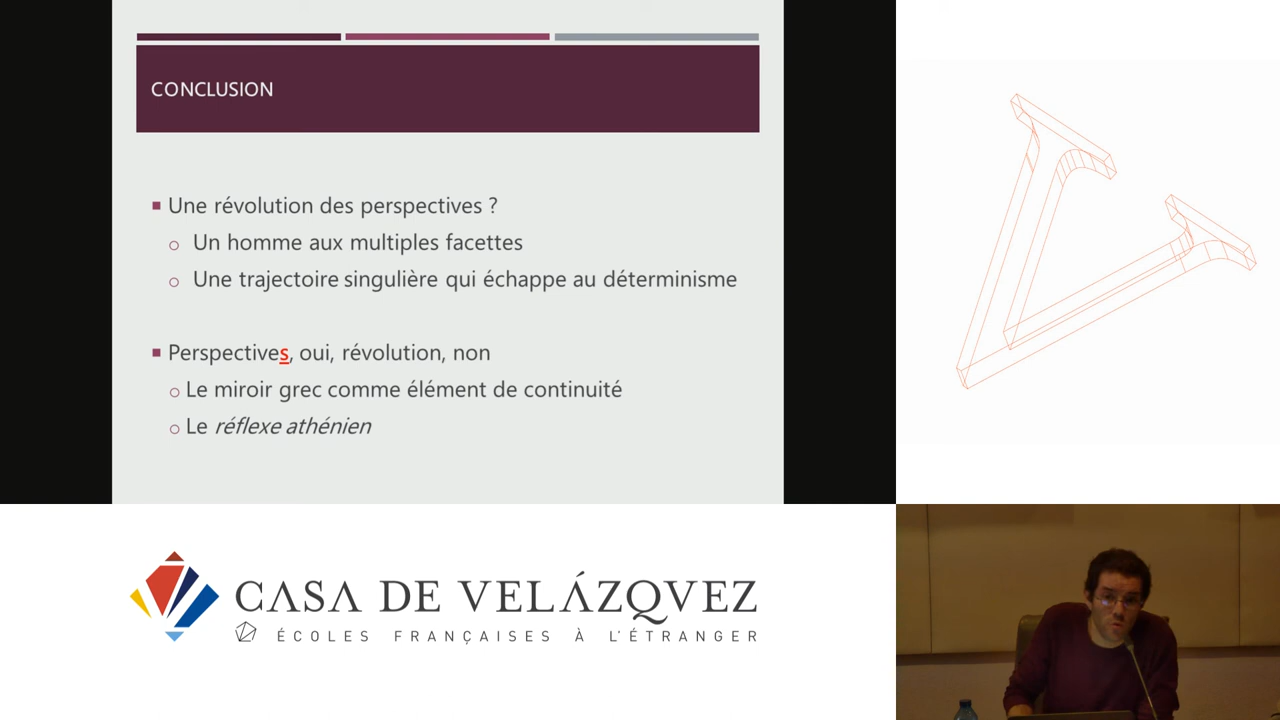 CONCLUSION
Une révolution des perspectives ?
Un homme aux multiples facettes
Une trajectoire singulière qui échappe au déterminisme
Perspectives, oui, révolution, non
Le miroir grec comme élément de continuité
Le réflexe athénien
CASA DE VELÁZQVEZ
ÉCOLES FRANÇAISES À L'ÉTRANGER